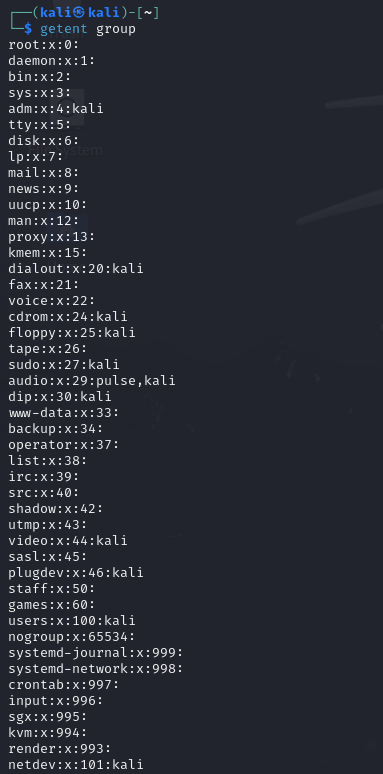 ┌──(kali㉿kali)-[~]
└─$ getent group
root:x:0:
daemon:x:1:
bin:x:2:
sys:x:3:
adm:x:4:kali
tty:x:5:
disk:x:6:
lp:x:7:
mail:x:8:
news:x:9:
uucp:x:10:
man:x:12:
proxy:x:13:
kmem:x:15:
dialout:x:20:kali
fax:x:21:
voice:x:22:
cdrom:x:24:kali
floppy:x:25:kali
tape:x:26:
sudo:x:27:kali
audio:x:29:pulse,kali
dip:x:30:kali
www-data:x:33:
backup:x:34:
operator:x:37:
list:x:38:
irc:x:39:
src:x:40:
shadow:x:42:
utmp:x:43:
video:x:44:kali
sasl:x:45:
plugdev:x:46:kali
staff:x:50:
games:x:60:
users:x:100:kali
nogroup:x:65534:
systemd-journal:x:999:
systemd-network:x:998:
crontab:x:997:
input:x:996:
sgx:x:995:
kvm:x:994:
render:x:993:
netdev:x:101:kali